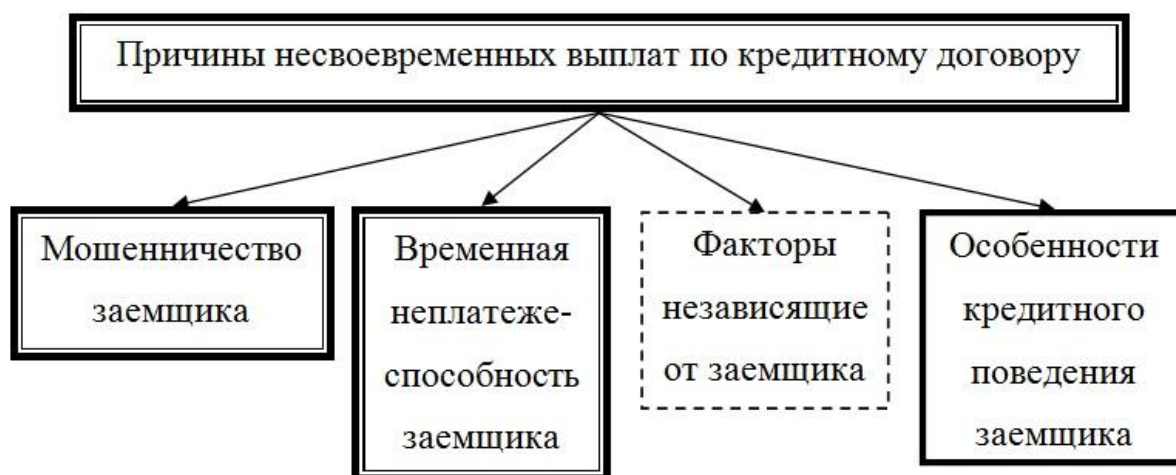 Причины несвоевременных выплат по кредитному договору
Мошенничество
заемщика
Временная
неплатеже-
способность
заемщика
Факторы
независящие
от заемщика
Особенности
кредитного
поведения
заемщика